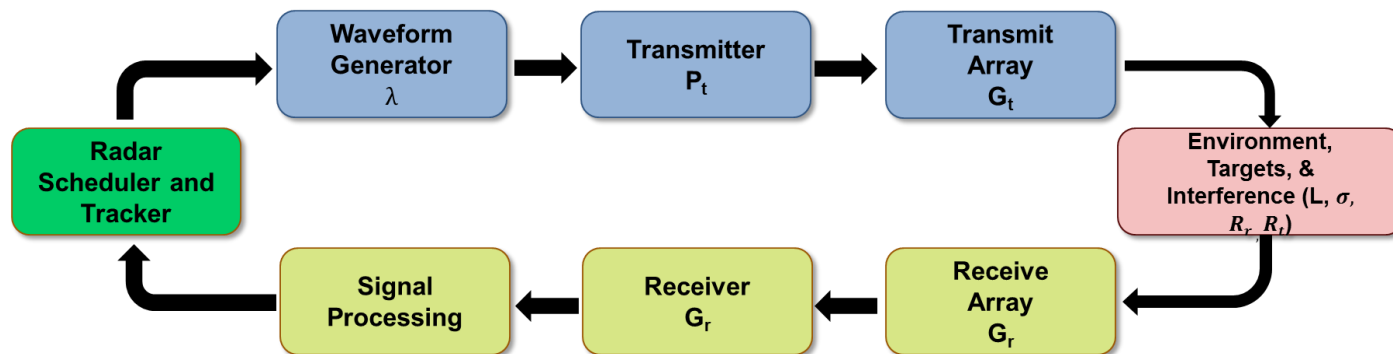 Waveform
Generator
λ
Transmitter
Pₜ
Transmit
Array
Gₜ
Radar
Scheduler and
Tracker
Environment,
Targets, &
Interference (L, σ,
Rᵣ, Rₜ)
Signal
Processing
Receiver
Gᵣ
Receive
Array
Gᵣ